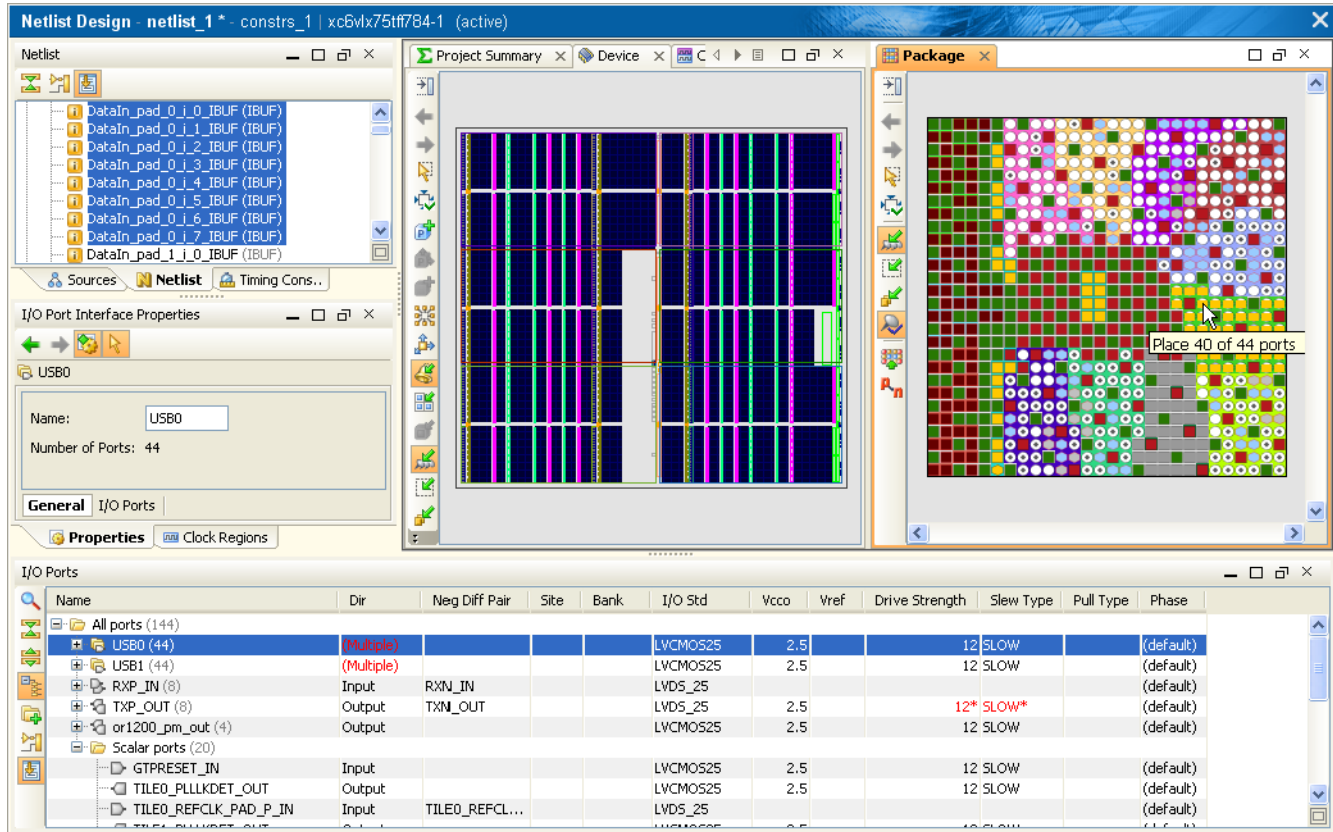 Netlist Design - netlist_1 * - constrs_1 | xc6vlx75tff784-1 (active)
Netlist
DataIn_pad_0_i_0_IBUF (IBUF)
DataIn_pad_0_i_1_IBUF (IBUF)
DataIn_pad_0_i_2_IBUF (IBUF)
DataIn_pad_0_i_3_IBUF (IBUF)
DataIn_pad_0_i_4_IBUF (IBUF)
DataIn_pad_0_i_5_IBUF (IBUF)
DataIn_pad_0_i_6_IBUF (IBUF)
DataIn_pad_0_i_7_IBUF (IBUF)
DataIn_pad_1_i_0_IBUF (IBUF)
Sources Netlist Timing Cons..
I/O Port Interface Properties
USB0
Name: USB0
Number of Ports: 44
General I/O Ports
Properties Clock Regions
Project Summary Device C
Package
Place 40 of 44 ports
I/O Ports
Name Dir Neg Diff Pair Site Bank I/O Std Vcco Vref Drive Strength Slew Type Pull Type Phase
All ports (144)
USB0 (44) (Multiple) LVCMOS25 2.5 12 SLOW (default)
USB1 (44) (Multiple) LVCMOS25 2.5 12 SLOW (default)
RXP_IN (8) Input RXN_IN LVDS_25 (default)
TXP_OUT (8) Output TXN_OUT LVDS_25 2.5 12* SLOW* (default)
or1200_pm_out (4) Output LVCMOS25 2.5 12 SLOW (default)
Scalar ports (20)
GTPRESET_IN Input LVCMOS25 2.5 12 SLOW (default)
TILE0_PLLLKDET_OUT Output LVCMOS25 2.5 12 SLOW (default)
TILE0_REFCLK_PAD_P_IN Input TILE0_REFCL... LVDS_25 (default)